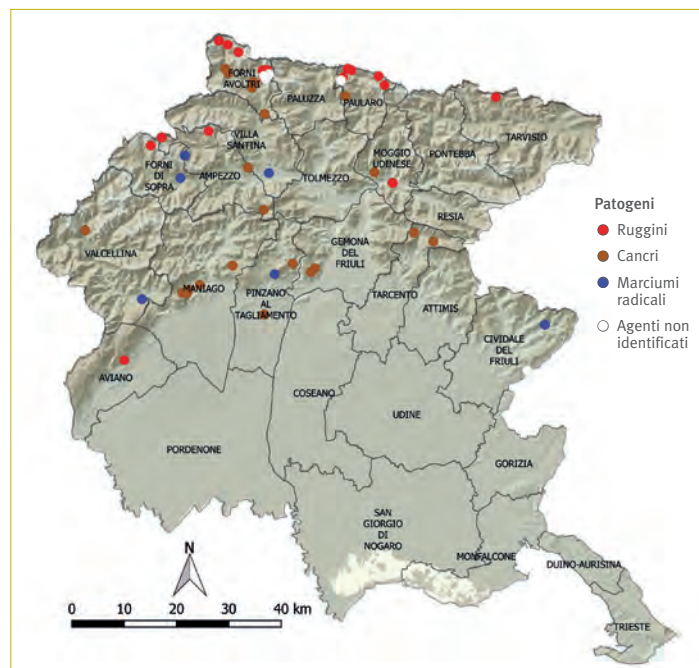 FORNI
AVOLTRI
PALUZZA
PAULARO
TARVISIO
VILLA
SANTINA
MOGGIO
UDINESE
PONTEBBA
FORNI
DI
SOPRA
AMPEZZO
TOLMEZZO
RESIA
VALCELLINA
GEMONA
DEL
FRIULI
MANIAGO
PINZANO
AL
TAGLIAMENTO
TARCENTO
ATTIMIS
CIVIDALE
DEL
FRIULI
AVIANO
COSEANO
UDINE
PORDENONE
GORIZIA
SAN
GIORGIO
DI
NOGARO
MONFALCONE
DUINO-AURISINA
TRIESTE
Patogeni
Ruggini
Cancri
Marciumi
radicali
Agenti non
identificati
N
0 10 20 30 40 km